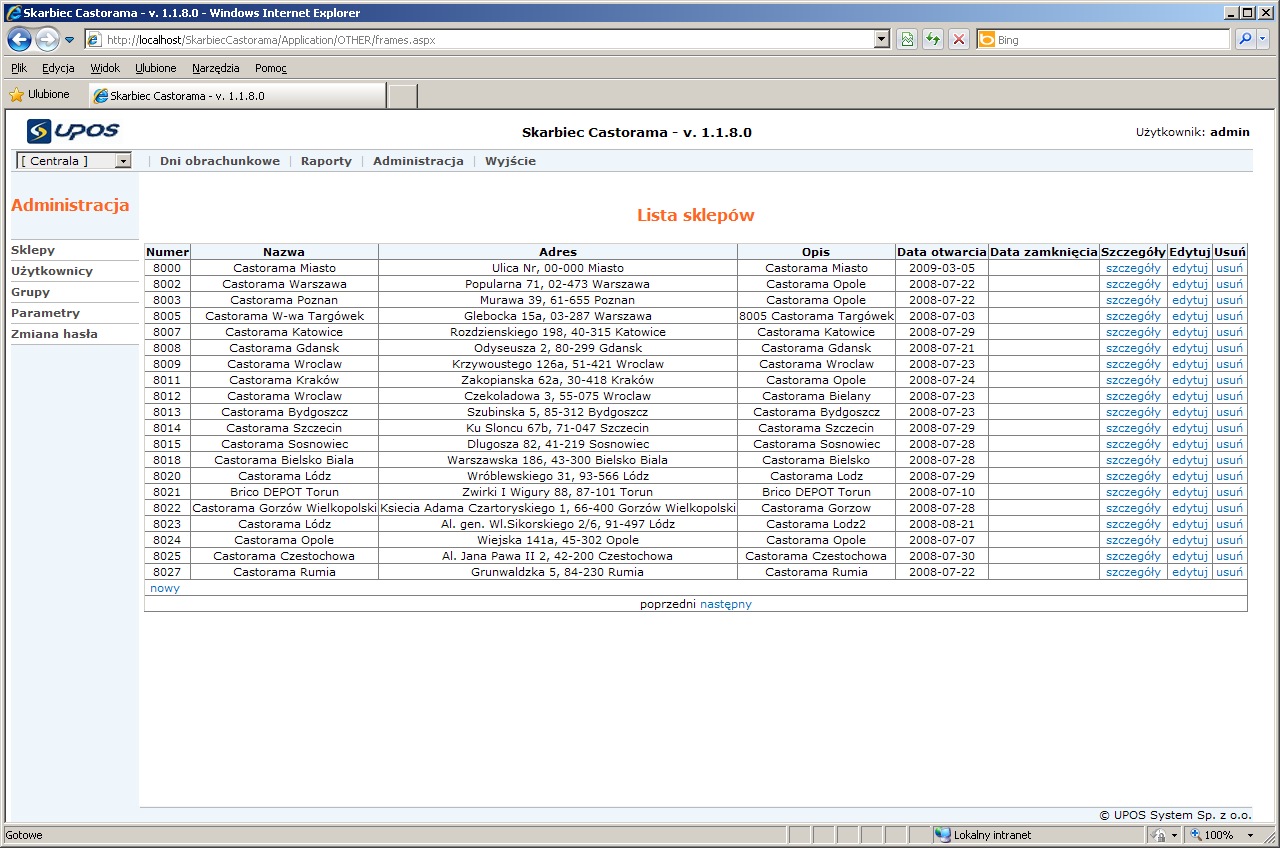 Skarbiec Castorama - v. 1.1.8.0 - Windows Internet Explorer
http://localhost/SkarbiecCastorama/Application/OTHER/frames.aspx
Bing
Plik Edycja Widok Ulubione Narzędzia Pomoc
Ulubione
Skarbiec Castorama - v. 1.1.8.0
UPOS
Skarbiec Castorama - v. 1.1.8.0
Użytkownik: admin
[ Centrala ] | Dni obrachunkowe | Raporty | Administracja | Wyjście
Administracja
Sklepy
Użytkownicy
Grupy
Parametry
Zmiana hasła
Lista sklepów
Numer Nazwa Adres Opis Data otwarcia Data zamknięcia Szczegóły Edytuj Usuń
8000 Castorama Miasto Ulica Nr, 00-000 Miasto Castorama Miasto 2009-03-05 szczegóły edytuj usuń
8002 Castorama Warszawa Popularna 71, 02-473 Warszawa Castorama Opole 2008-07-22 szczegóły edytuj usuń
8003 Castorama Poznan Murawa 39, 61-655 Poznan Castorama Opole 2008-07-22 szczegóły edytuj usuń
8005 Castorama W-wa Targówek Glebocka 15a, 03-287 Warszawa 8005 Castorama Targówek 2008-07-03 szczegóły edytuj usuń
8007 Castorama Katowice Rozdzienskiego 198, 40-315 Katowice Castorama Katowice 2008-07-29 szczegóły edytuj usuń
8008 Castorama Gdansk Odyseusza 2, 80-299 Gdansk Castorama Gdansk 2008-07-21 szczegóły edytuj usuń
8009 Castorama Wroclaw Krzywoustego 126a, 51-421 Wroclaw Castorama Wroclaw 2008-07-23 szczegóły edytuj usuń
8011 Castorama Kraków Zakopianska 62a, 30-418 Kraków Castorama Opole 2008-07-24 szczegóły edytuj usuń
8012 Castorama Wroclaw Czekoladowa 3, 55-075 Wroclaw Castorama Bielany 2008-07-23 szczegóły edytuj usuń
8013 Castorama Bydgoszcz Szubinska 5, 85-312 Bydgoszcz Castorama Bydgoszcz 2008-07-23 szczegóły edytuj usuń
8014 Castorama Szczecin Ku Sloncu 67b, 71-047 Szczecin Castorama Szczecin 2008-07-29 szczegóły edytuj usuń
8015 Castorama Sosnowiec Dlugosza 82, 41-219 Sosnowiec Castorama Sosnowiec 2008-07-28 szczegóły edytuj usuń
8018 Castorama Bielsko Biala Warszawska 186, 43-300 Bielsko Biala Castorama Bielsko 2008-07-28 szczegóły edytuj usuń
8020 Castorama Lódz Wróblewskiego 31, 93-566 Lódz Castorama Lodz 2008-07-29 szczegóły edytuj usuń
8021 Brico DEPOT Torun Zwirki I Wigury 88, 87-101 Torun Brico DEPOT Torun 2008-07-10 szczegóły edytuj usuń
8022 Castorama Gorzów Wielkopolski Ksiecia Adama Czartoryskiego 1, 66-400 Gorzów Wielkopolski Castorama Gorzow 2008-07-28 szczegóły edytuj usuń
8023 Castorama Lódz Al. gen. Wl.Sikorskiego 2/6, 91-497 Lódz Castorama Lodz2 2008-08-21 szczegóły edytuj usuń
8024 Castorama Opole Wiejska 141a, 45-302 Opole Castorama Opole 2008-07-07 szczegóły edytuj usuń
8025 Castorama Czestochowa Al. Jana Pawa II 2, 42-200 Czestochowa Castorama Czestochowa 2008-07-30 szczegóły edytuj usuń
8027 Castorama Rumia Grunwaldzka 5, 84-230 Rumia Castorama Rumia 2008-07-22 szczegóły edytuj usuń
nowy
poprzedni następny
© UPOS System Sp. z o.o.
Gotowe
Lokalny intranet
100%